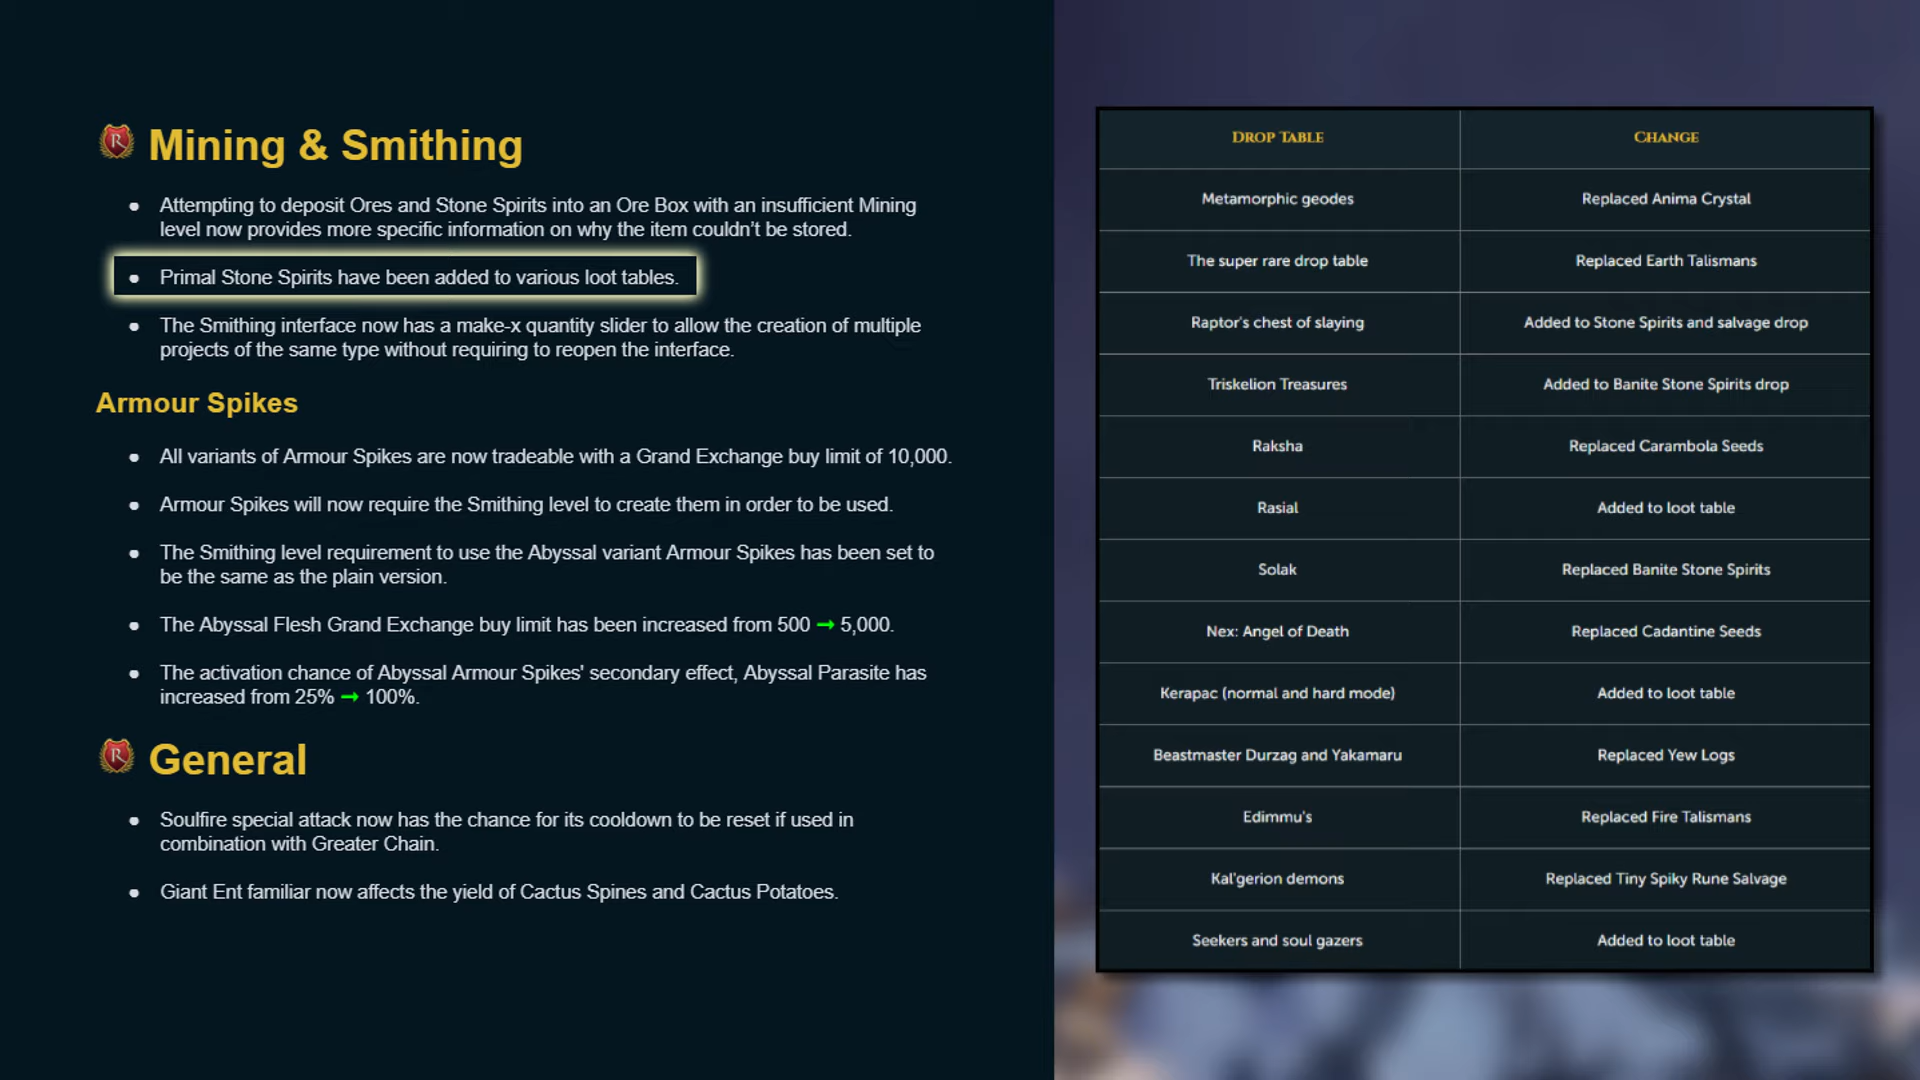 Mining & Smithing
● Attempting to deposit Ores and Stone Spirits into an Ore Box with an insufficient Mining
level now provides more specific information on why the item couldn't be stored.
● Primal Stone Spirits have been added to various loot tables.
● The Smithing interface now has a make-x quantity slider to allow the creation of multiple
projects of the same type without requiring to reopen the interface.
Armour Spikes
● All variants of Armour Spikes are now tradeable with a Grand Exchange buy limit of 10,000.
● Armour Spikes will now require the Smithing level to create them in order to be used.
● The Smithing level requirement to use the Abyssal variant Armour Spikes has been set to
be the same as the plain version.
● The Abyssal Flesh Grand Exchange buy limit has been increased from 500 → 5,000.
● The activation chance of Abyssal Armour Spikes' secondary effect, Abyssal Parasite has
increased from 25% → 100%.
General
● Soulfire special attack now has the chance for its cooldown to be reset if used in
combination with Greater Chain.
● Giant Ent familiar now affects the yield of Cactus Spines and Cactus Potatoes.
DROP TABLE CHANGE
Metamorphic geodes Replaced Anima Crystal
The super rare drop table Replaced Earth Talismans
Raptor's chest of slaying Added to Stone Spirits and salvage drop
Triskelion Treasures Added to Banite Stone Spirits drop
Raksha Replaced Carambola Seeds
Rasial Added to loot table
Solak Replaced Banite Stone Spirits
Nex: Angel of Death Replaced Cadantine Seeds
Kerapac (normal and hard mode) Added to loot table
Beastmaster Durzag and Yakamaru Replaced Yew Logs
Edimmu's Replaced Fire Talismans
Kal'gerion demons Replaced Tiny Spiky Rune Salvage
Seekers and soul gazers Added to loot table